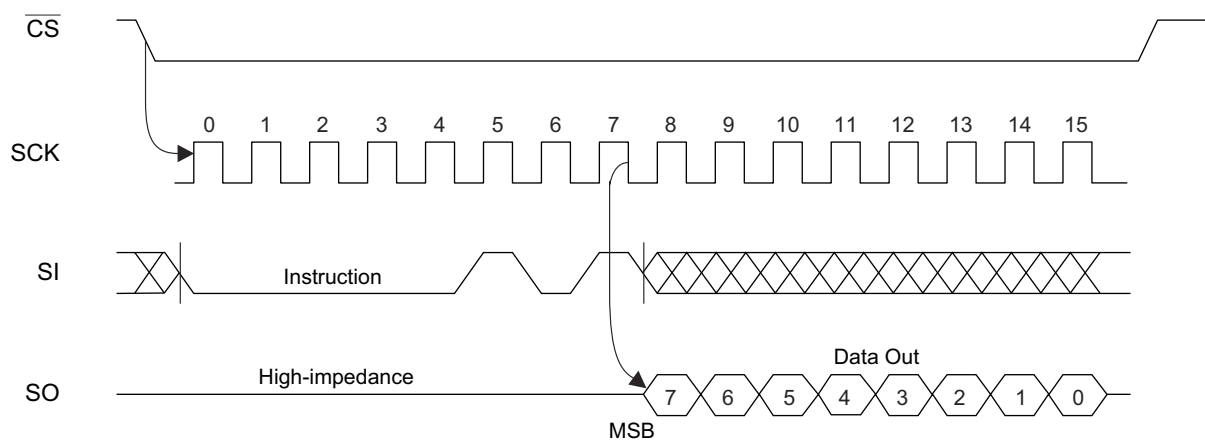 CS
0 1 2 3 4 5 6 7 8 9 10 11 12 13 14 15
SCK
SI
Instruction
Data Out
High-impedance
SO
7 6 5 4 3 2 1 0
MSB